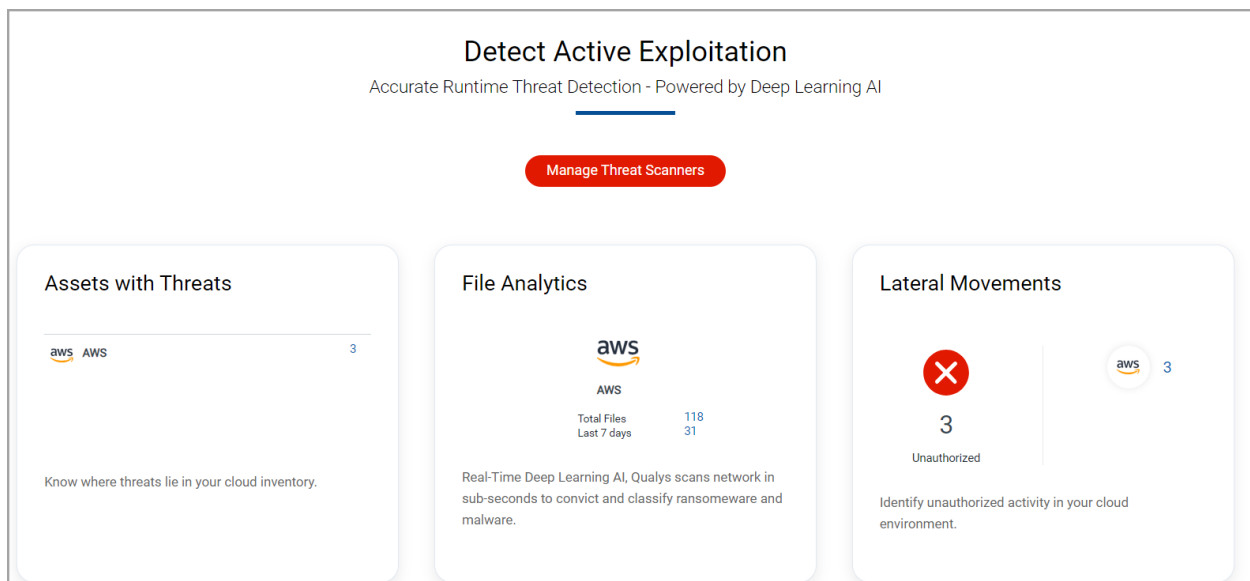 Detect Active Exploitation
Accurate Runtime Threat Detection - Powered by Deep Learning AI
Manage Threat Scanners
Assets with Threats
aws AWS 3
Know where threats lie in your cloud inventory.
File Analytics
aws
AWS
Total Files 118
Last 7 days 31
Real-Time Deep Learning AI, Qualys scans network in
sub-seconds to convict and classify ransomeware and
malware.
Lateral Movements
aws 3
3
Unauthorized
Identify unauthorized activity in your cloud
environment.